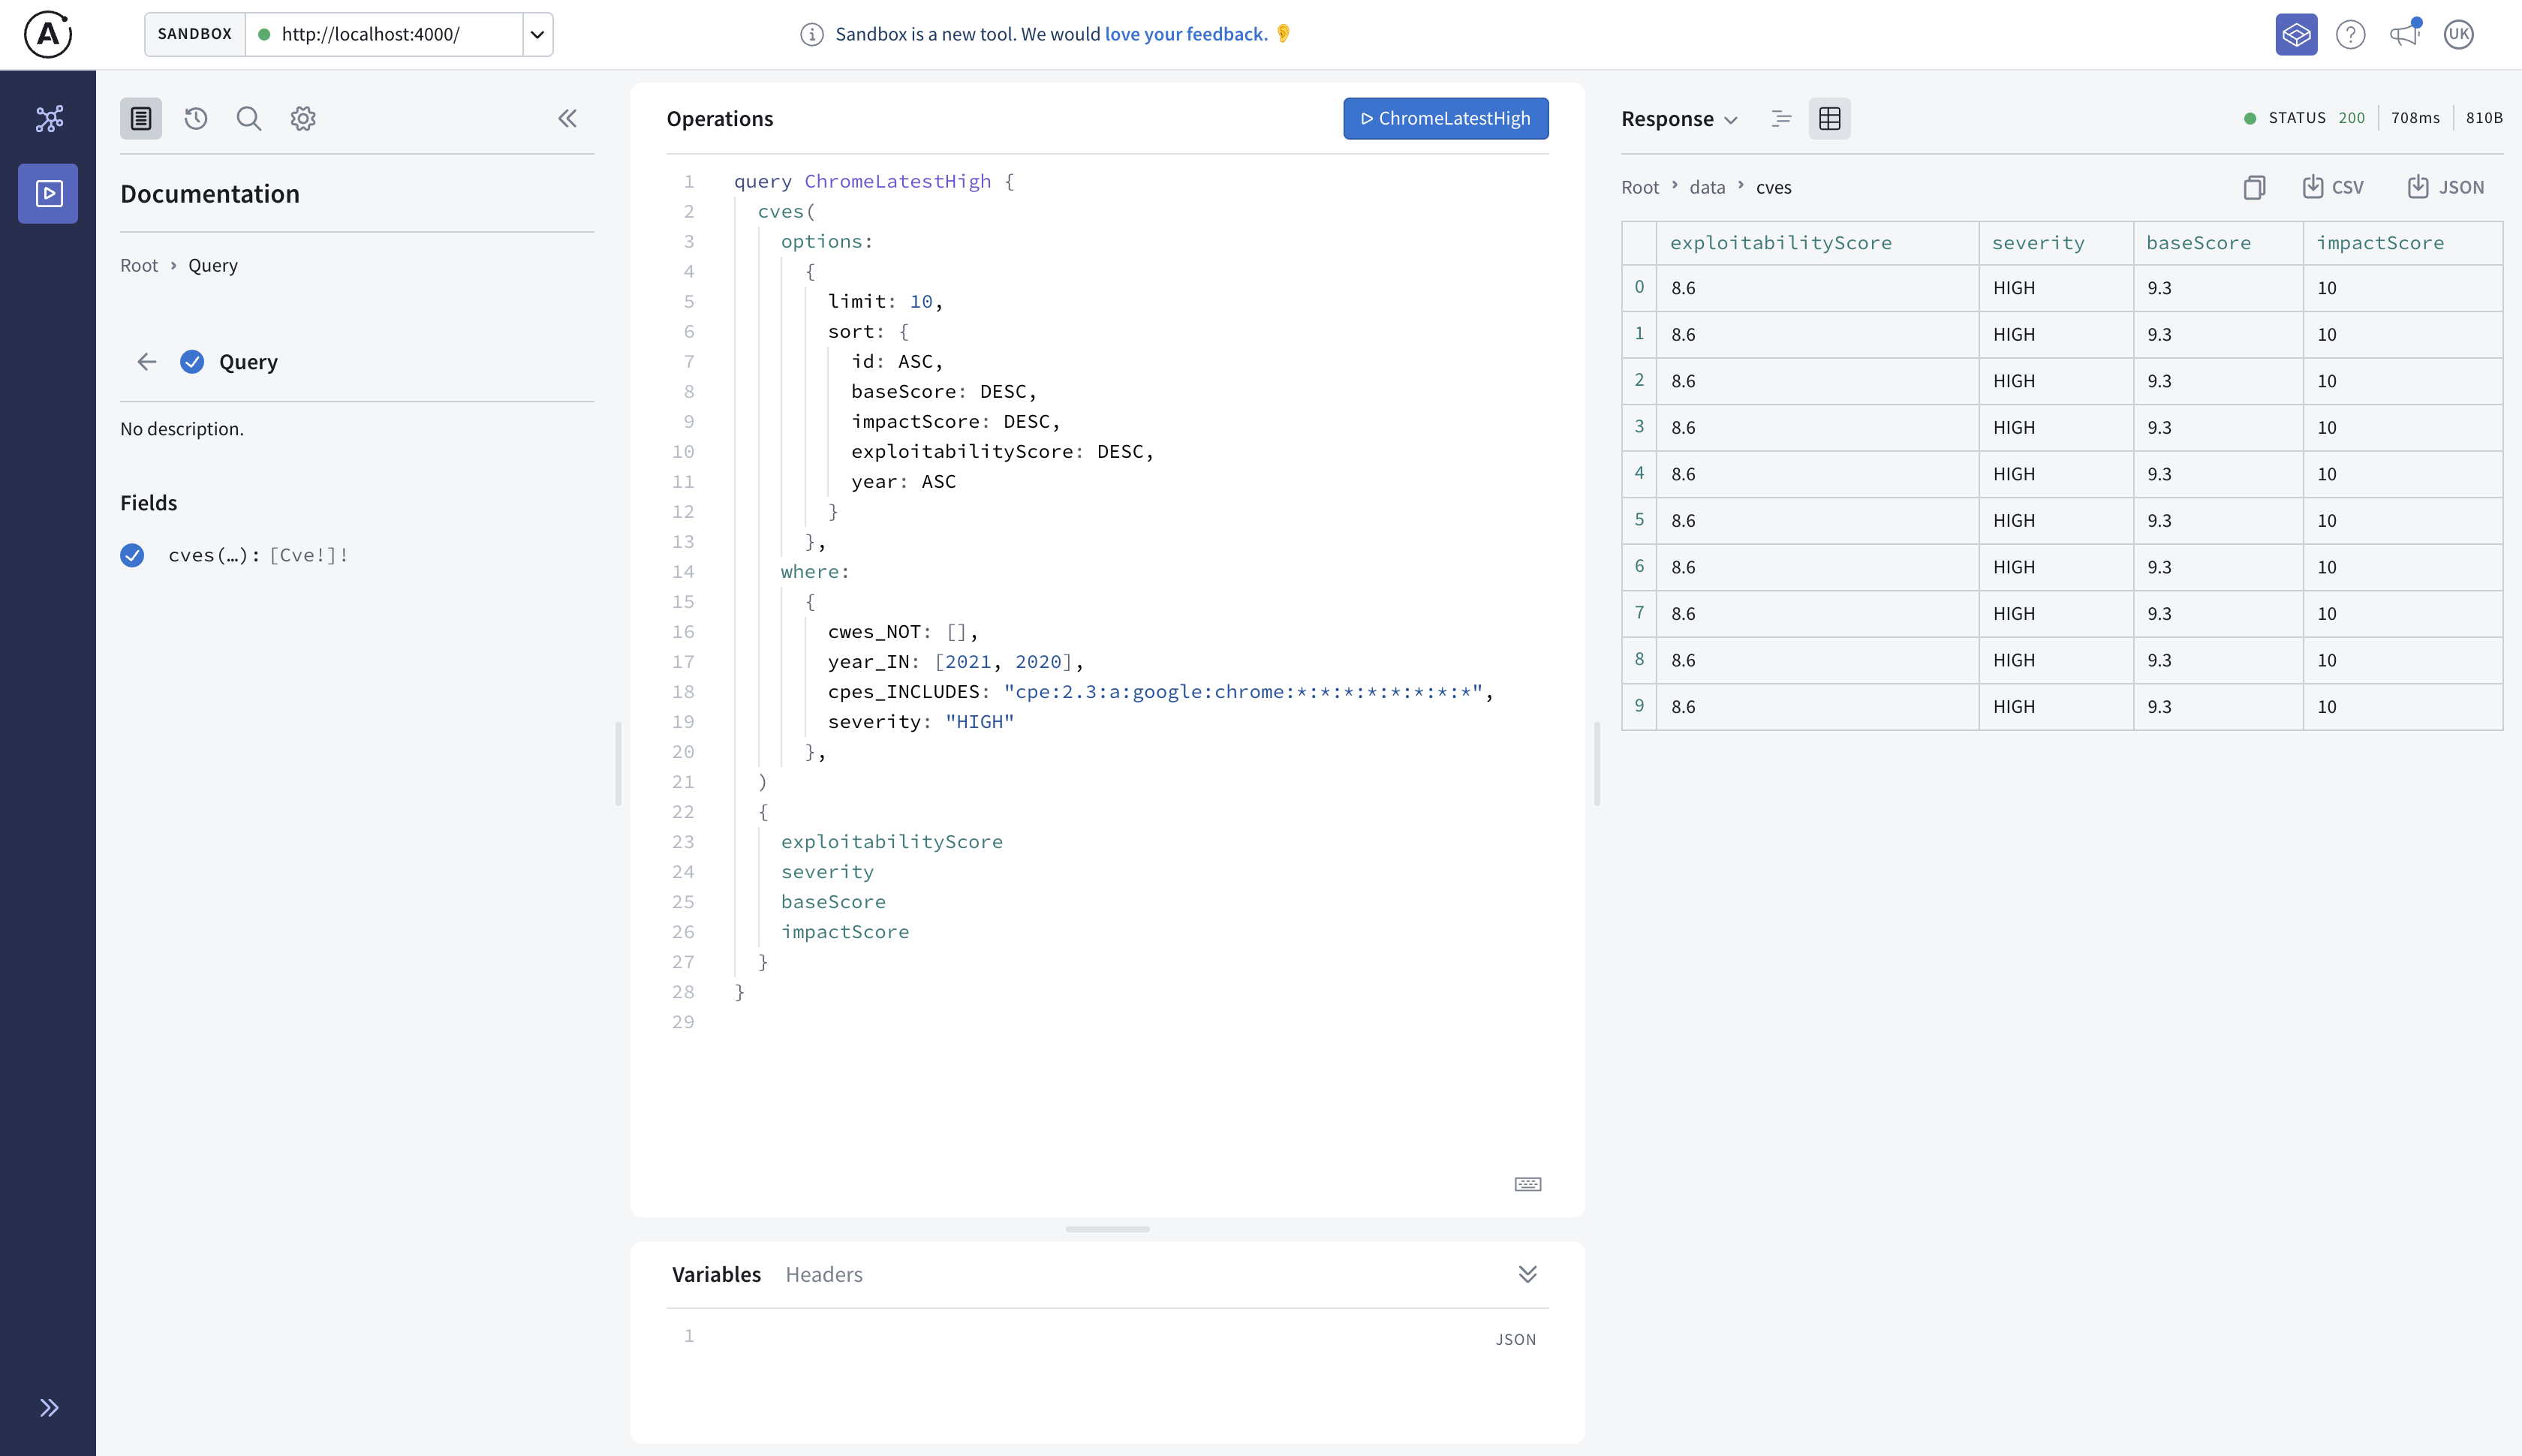 A
SANDBOX http://localhost:4000/
Sandbox is a new tool. We would love your feedback. 👂
UK
Documentation
Root › Query
Query
No description.
Fields
cves(…): [Cve!]!
Operations
ChromeLatestHigh
1 query ChromeLatestHigh {
2 cves(
3 options:
4 {
5 limit: 10,
6 sort: {
7 id: ASC,
8 baseScore: DESC,
9 impactScore: DESC,
10 exploitabilityScore: DESC,
11 year: ASC
12 }
13 },
14 where:
15 {
16 cwes_NOT: [],
17 year_IN: [2021, 2020],
18 cpes_INCLUDES: "cpe:2.3:a:google:chrome:*:*:*:*:*:*:*:*",
19 severity: "HIGH"
20 },
21 )
22 {
23 exploitabilityScore
24 severity
25 baseScore
26 impactScore
27 }
28 }
29
Variables Headers
1
JSON
Response
STATUS 200 708ms 810B
Root › data › cves
CSV JSON
exploitabilityScore severity baseScore impactScore
0 8.6 HIGH 9.3 10
1 8.6 HIGH 9.3 10
2 8.6 HIGH 9.3 10
3 8.6 HIGH 9.3 10
4 8.6 HIGH 9.3 10
5 8.6 HIGH 9.3 10
6 8.6 HIGH 9.3 10
7 8.6 HIGH 9.3 10
8 8.6 HIGH 9.3 10
9 8.6 HIGH 9.3 10